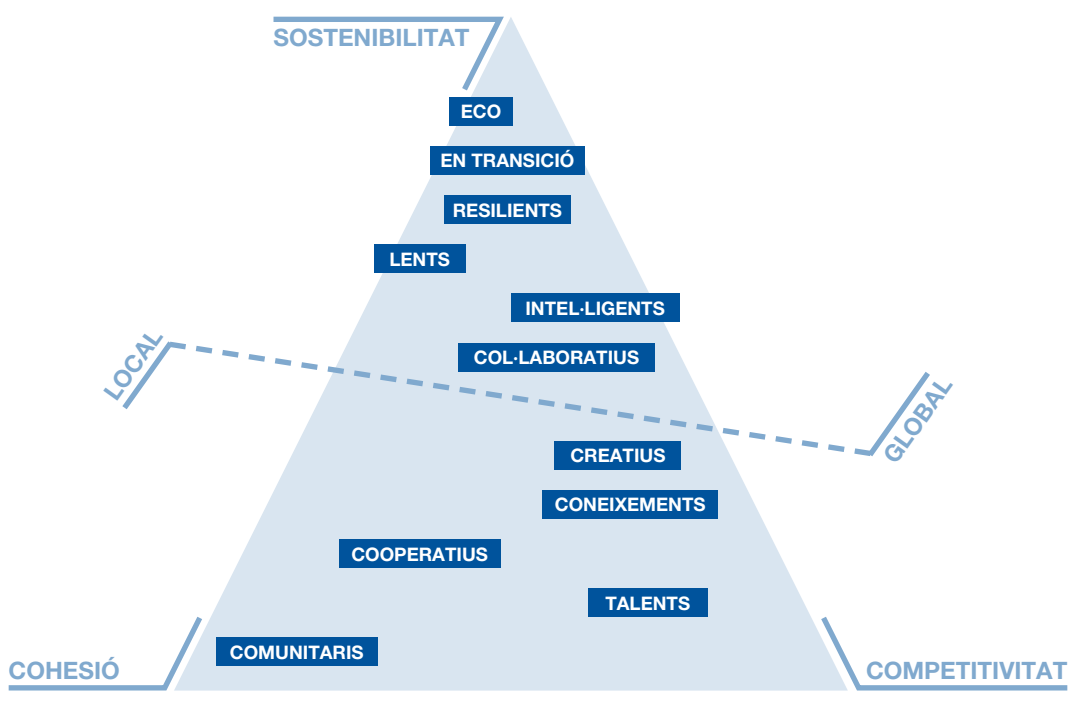 SOSTENIBILITAT
ECO
EN TRANSICIÓ
RESILIENTS
LENTS
INTEL·LIGENTS
COL·LABORATIUS
LOCAL
GLOBAL
CREATIUS
CONEIXEMENTS
COOPERATIUS
TALENTS
COMUNITARIS
COHESIÓ
COMPETITIVITAT